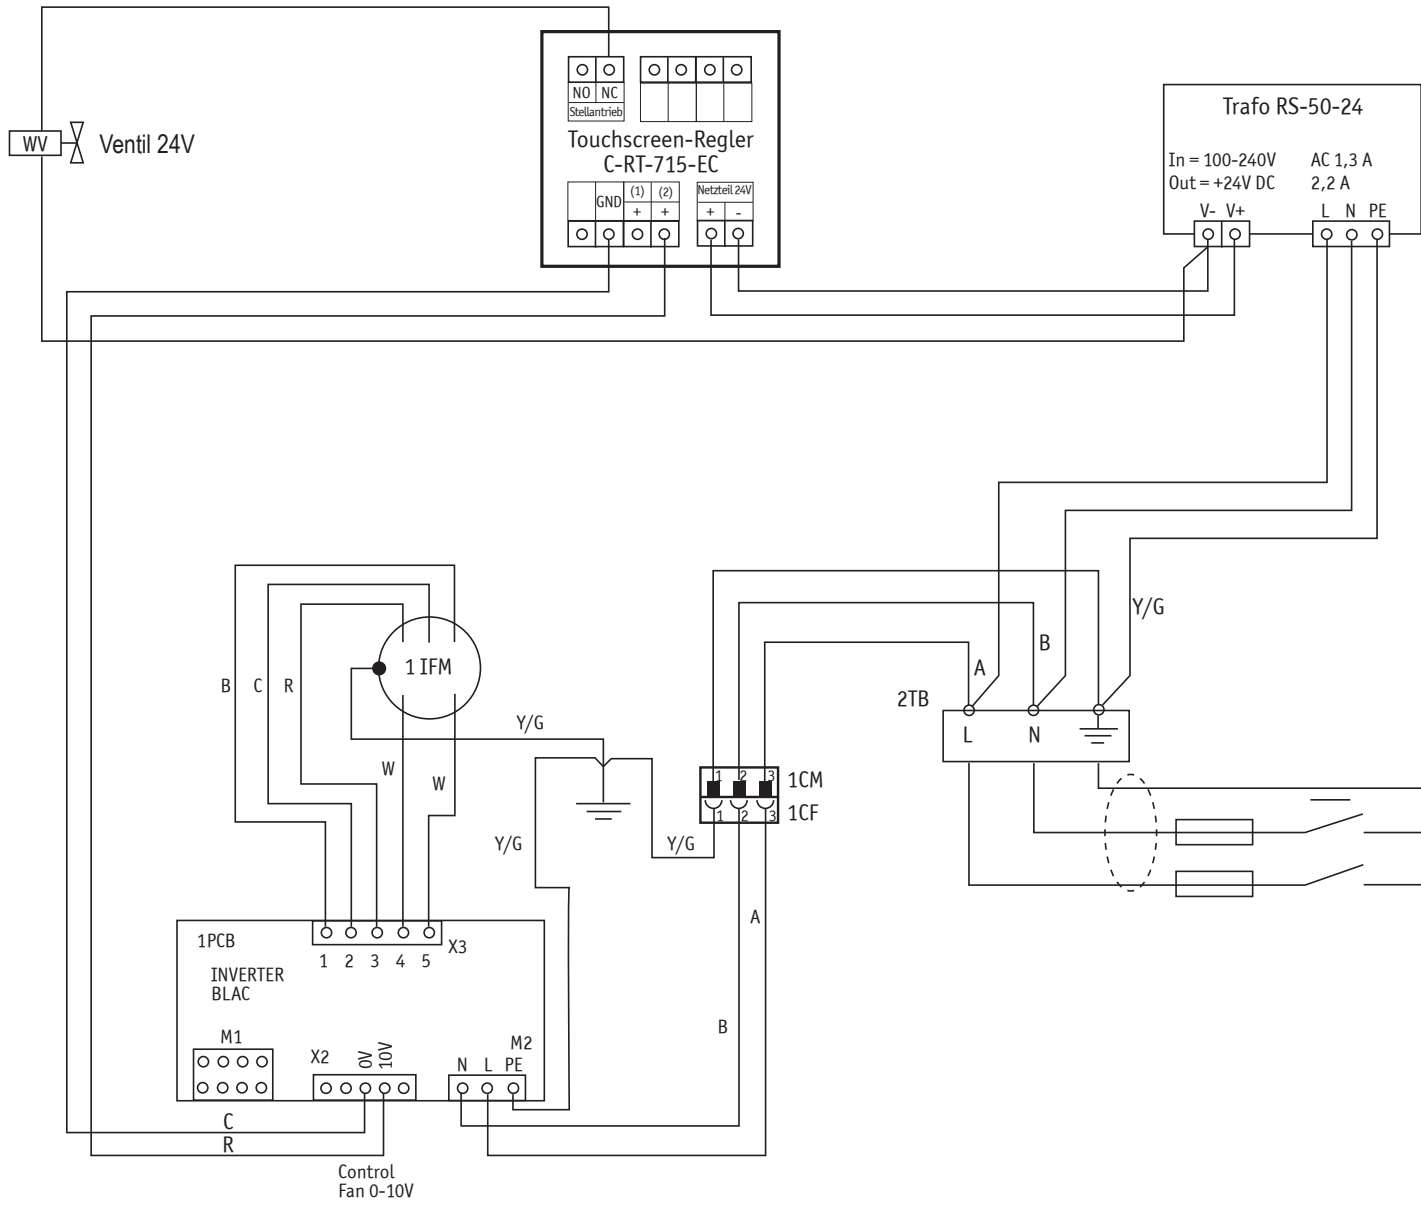 NO NC
Stellantrieb
Touchscreen-Regler
C-RT-715-EC
GND (1) (2)
+ +
Netzteil 24V
+ -
WV
Ventil 24V
Trafo RS-50-24
In = 100-240V AC 1,3 A
Out = +24V DC 2,2 A
V- V+ L N PE
Y/G
B
A
2TB
L N
1 IFM
B C R
Y/G
W
W
1 2 3
1CM
1CF
1 2 3
Y/G
Y/G
A
B
1PCB
INVERTER
BLAC
X3
1 2 3 4 5
M1
X2
0V
10V
M2
N L PE
C
R
Control
Fan 0-10V